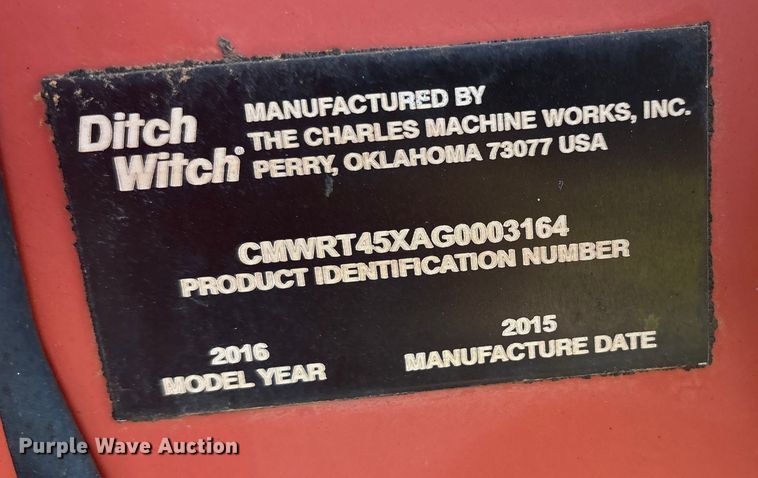 Ditch
Witch®
MANUFACTURED BY
THE CHARLES MACHINE WORKS, INC.
PERRY, OKLAHOMA 73077 USA
CMWRT45XAG0003164
PRODUCT IDENTIFICATION NUMBER
2016
MODEL YEAR
2015
MANUFACTURE DATE
Purple Wave Auction